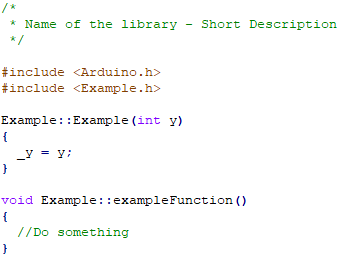 /*
 * Name of the library - Short Description
 */

#include <Arduino.h>
#include <Example.h>

Example::Example(int y)
{
  _y = y;
}

void Example::exampleFunction()
{
  //Do something
}